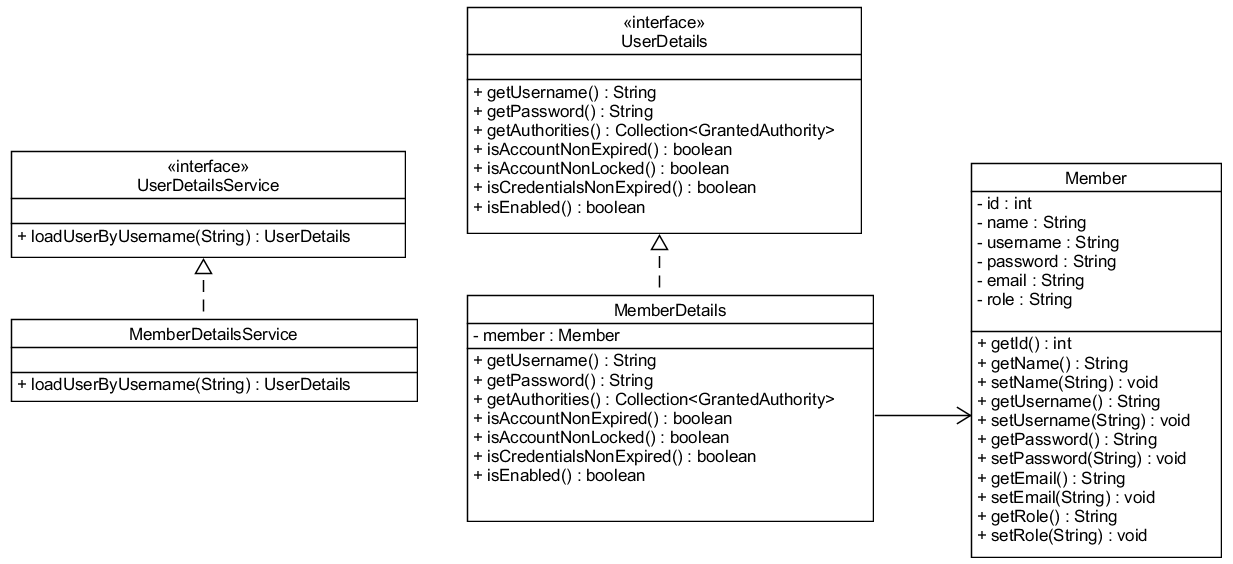 «interface»
UserDetailsService
+ loadUserByUsername(String) : UserDetails
MemberDetailsService
+ loadUserByUsername(String) : UserDetails
«interface»
UserDetails
+ getUsername() : String
+ getPassword() : String
+ getAuthorities() : Collection<GrantedAuthority>
+ isAccountNonExpired() : boolean
+ isAccountNonLocked() : boolean
+ isCredentialsNonExpired() : boolean
+ isEnabled() : boolean
MemberDetails
- member : Member
+ getUsername() : String
+ getPassword() : String
+ getAuthorities() : Collection<GrantedAuthority>
+ isAccountNonExpired() : boolean
+ isAccountNonLocked() : boolean
+ isCredentialsNonExpired() : boolean
+ isEnabled() : boolean
Member
- id : int
- name : String
- username : String
- password : String
- email : String
- role : String
+ getId() : int
+ getName() : String
+ setName(String) : void
+ getUsername() : String
+ setUsername(String) : void
+ getPassword() : String
+ setPassword(String) : void
+ getEmail() : String
+ setEmail(String) : void
+ getRole() : String
+ setRole(String) : void